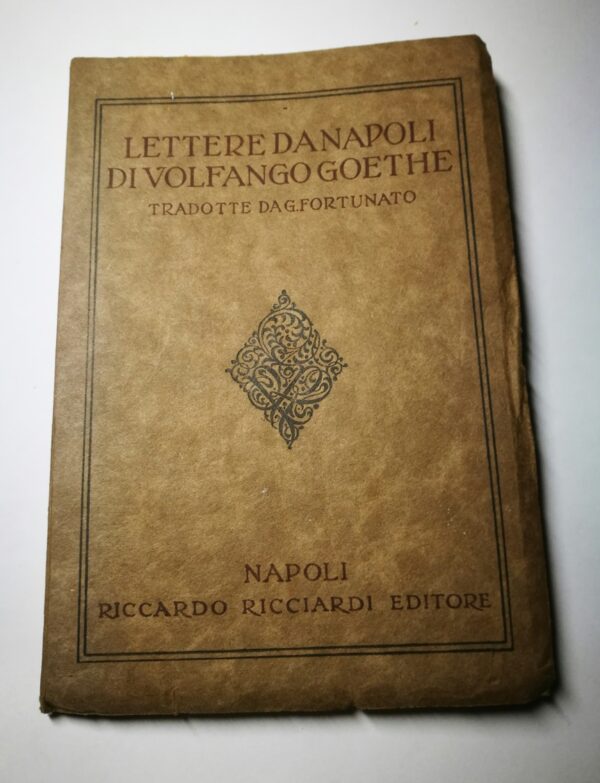 LETTERE DA NAPOLI
DI VOLFANGO GOETHE
TRADOTTE DA G. FORTUNATO
NAPOLI
RICCARDO RICCIARDI EDITORE